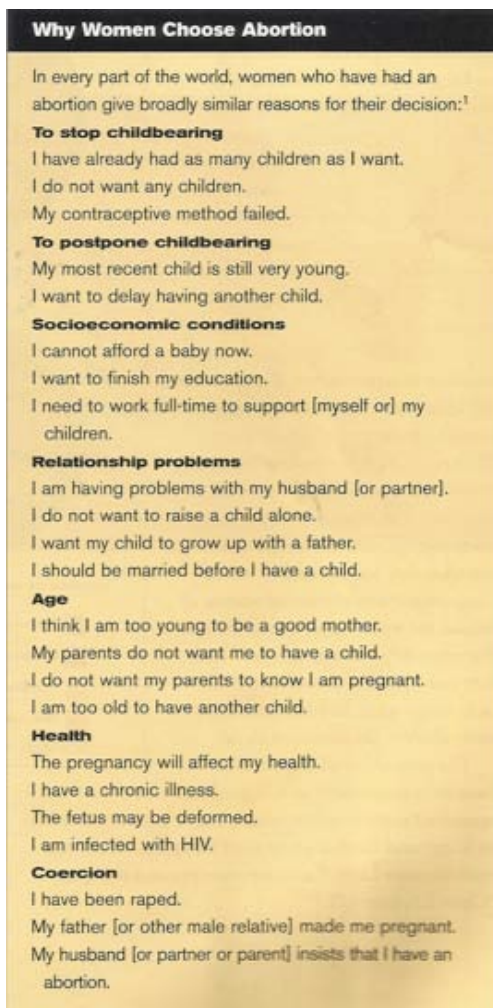 Why Women Choose Abortion
In every part of the world, women who have had an
abortion give broadly similar reasons for their decision:¹
To stop childbearing
I have already had as many children as I want.
I do not want any children.
My contraceptive method failed.
To postpone childbearing
My most recent child is still very young.
I want to delay having another child.
Socioeconomic conditions
I cannot afford a baby now.
I want to finish my education.
I need to work full-time to support [myself or] my
children.
Relationship problems
I am having problems with my husband [or partner].
I do not want to raise a child alone.
I want my child to grow up with a father.
I should be married before I have a child.
Age
I think I am too young to be a good mother.
My parents do not want me to have a child.
I do not want my parents to know I am pregnant.
I am too old to have another child.
Health
The pregnancy will affect my health.
I have a chronic illness.
The fetus may be deformed.
I am infected with HIV.
Coercion
I have been raped.
My father [or other male relative] made me pregnant.
My husband [or partner or parent] insists that I have an
abortion.